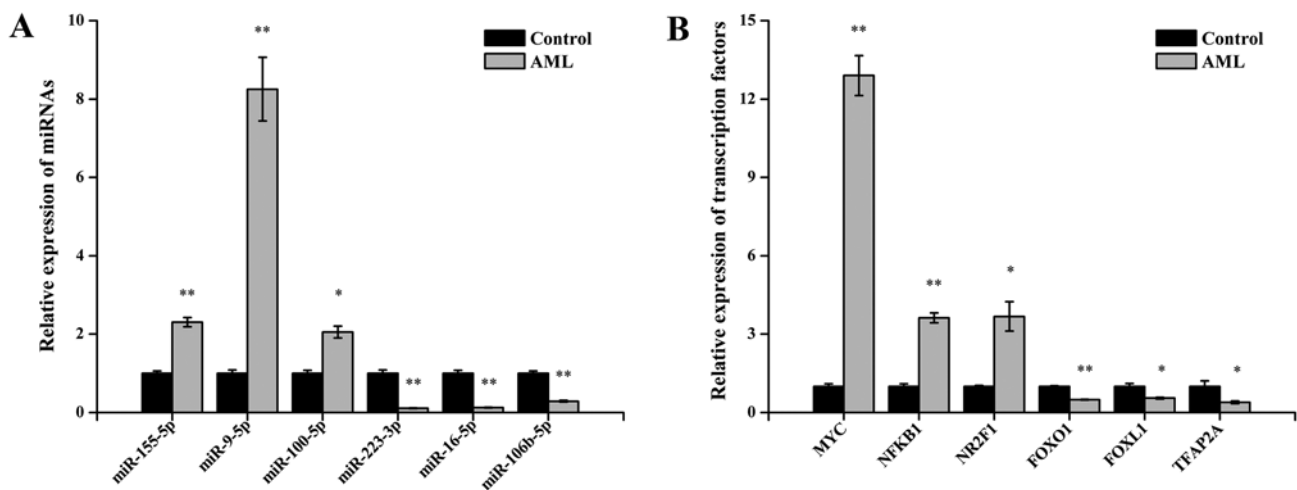 A
Relative expression of miRNAs
10
8
6
4
2
0
Control
AML
**
**
*
**
**
**
miR-155-5p
miR-9-5p
miR-100-5p
miR-223-3p
miR-16-5p
miR-106b-5p
B
Relative expression of transcription factors
15
12
9
6
3
0
Control
AML
**
**
*
**
*
*
MYC
NFKB1
NR2F1
FOXO1
FOXL1
TFAP2A